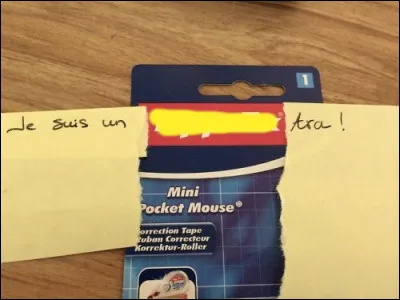 1
Je suis un tra !
Mini
Pocket Mouse®
Correction Tape
Ruban Correcteur
Korrektur-Roller